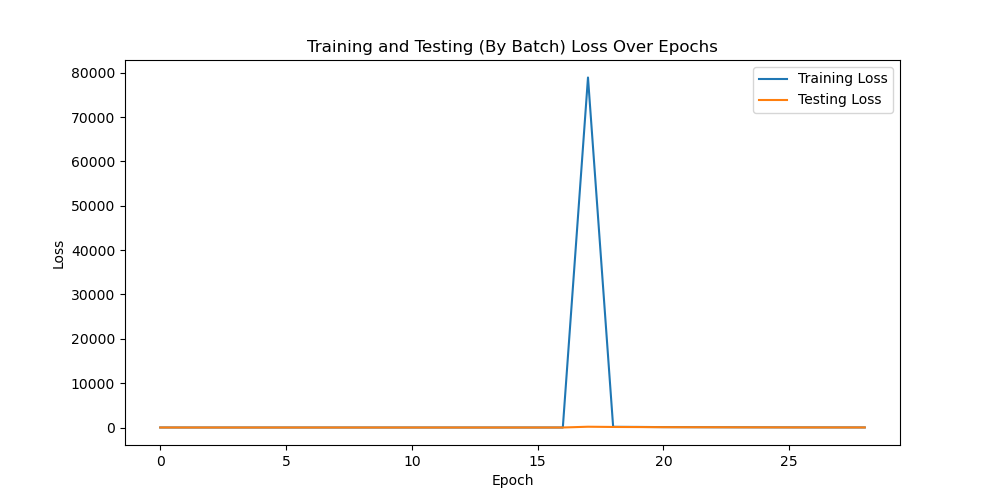 Training and Testing (By Batch) Loss Over Epochs
Training Loss
Testing Loss
80000
70000
60000
50000
40000
30000
20000
10000
0
Loss
0 5 10 15 20 25
Epoch